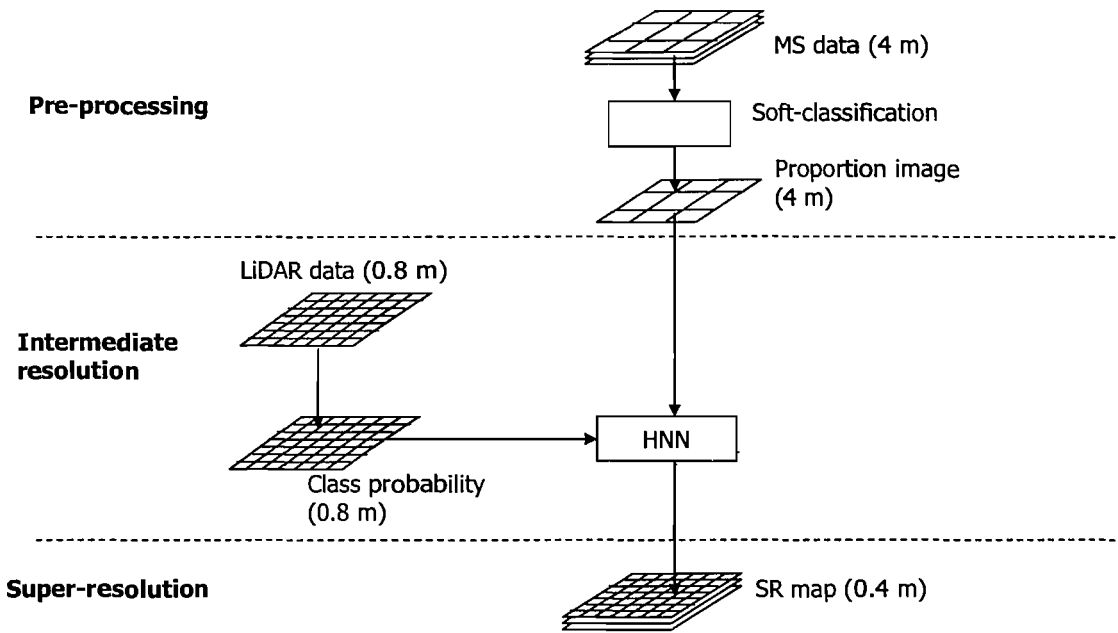 MS data (4 m)
Pre-processing
Soft-classification
Proportion image
(4 m)
LiDAR data (0.8 m)
Intermediate
resolution
HNN
Class probability
(0.8 m)
Super-resolution
SR map (0.4 m)